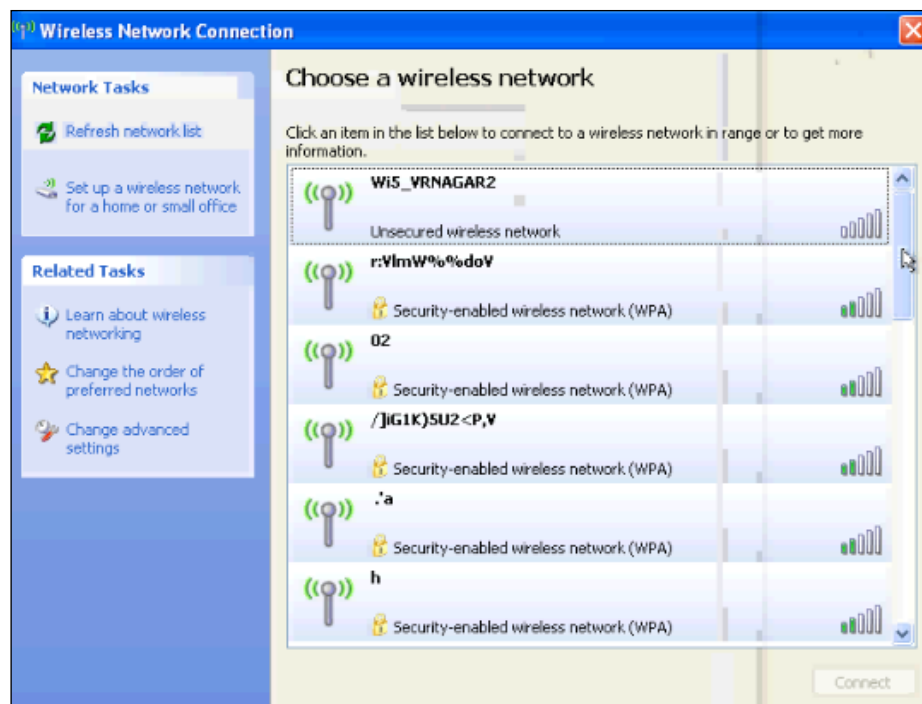 Wireless Network Connection
Network Tasks
Refresh network list
Set up a wireless network
for a home or small office
Related Tasks
Learn about wireless
networking
Change the order of
preferred networks
Change advanced
settings
Choose a wireless network
Click an item in the list below to connect to a wireless network in range or to get more
information.
Wi5_VRNAGAR2
Unsecured wireless network
r:¥lmW%%do¥
Security-enabled wireless network (WPA)
02
Security-enabled wireless network (WPA)
/]iG1K)5U2<P,¥
Security-enabled wireless network (WPA)
.'a
Security-enabled wireless network (WPA)
h
Security-enabled wireless network (WPA)
Connect